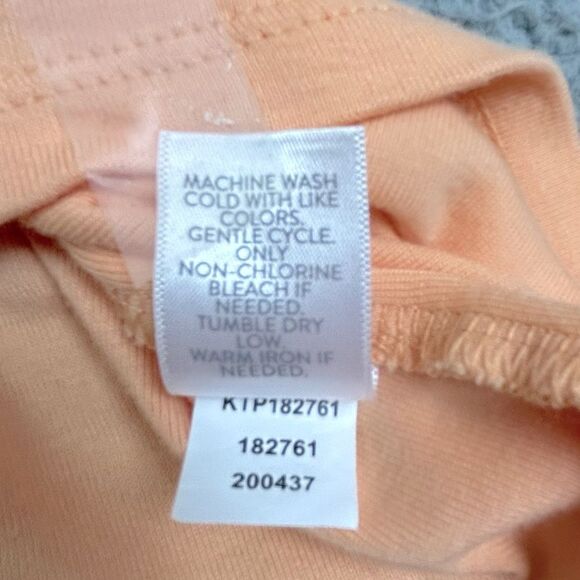 MACHINE WASH
COLD WITH LIKE
COLORS.
GENTLE CYCLE.
ONLY
NON-CHLORINE
BLEACH IF
NEEDED.
TUMBLE DRY
LOW.
WARM IRON IF
NEEDED.
KTP182761
182761
200437